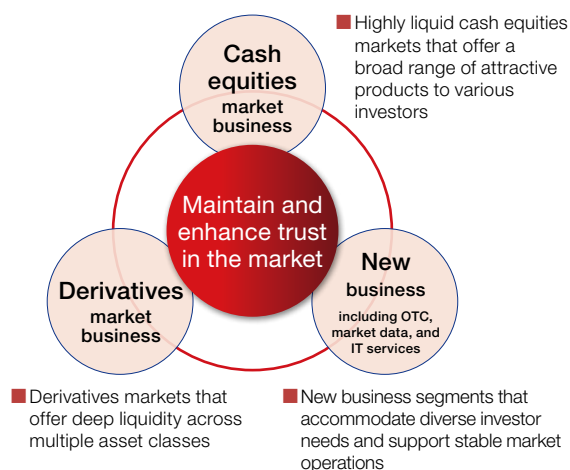 Cash
equities
market
business
■ Highly liquid cash equities
markets that offer a
broad range of attractive
products to various
investors
Maintain and
enhance trust
in the market
Derivatives
market
business
New
business
including OTC,
market data, and
IT services
■ Derivatives markets that
offer deep liquidity across
multiple asset classes
■ New business segments that
accommodate diverse investor
needs and support stable market
operations